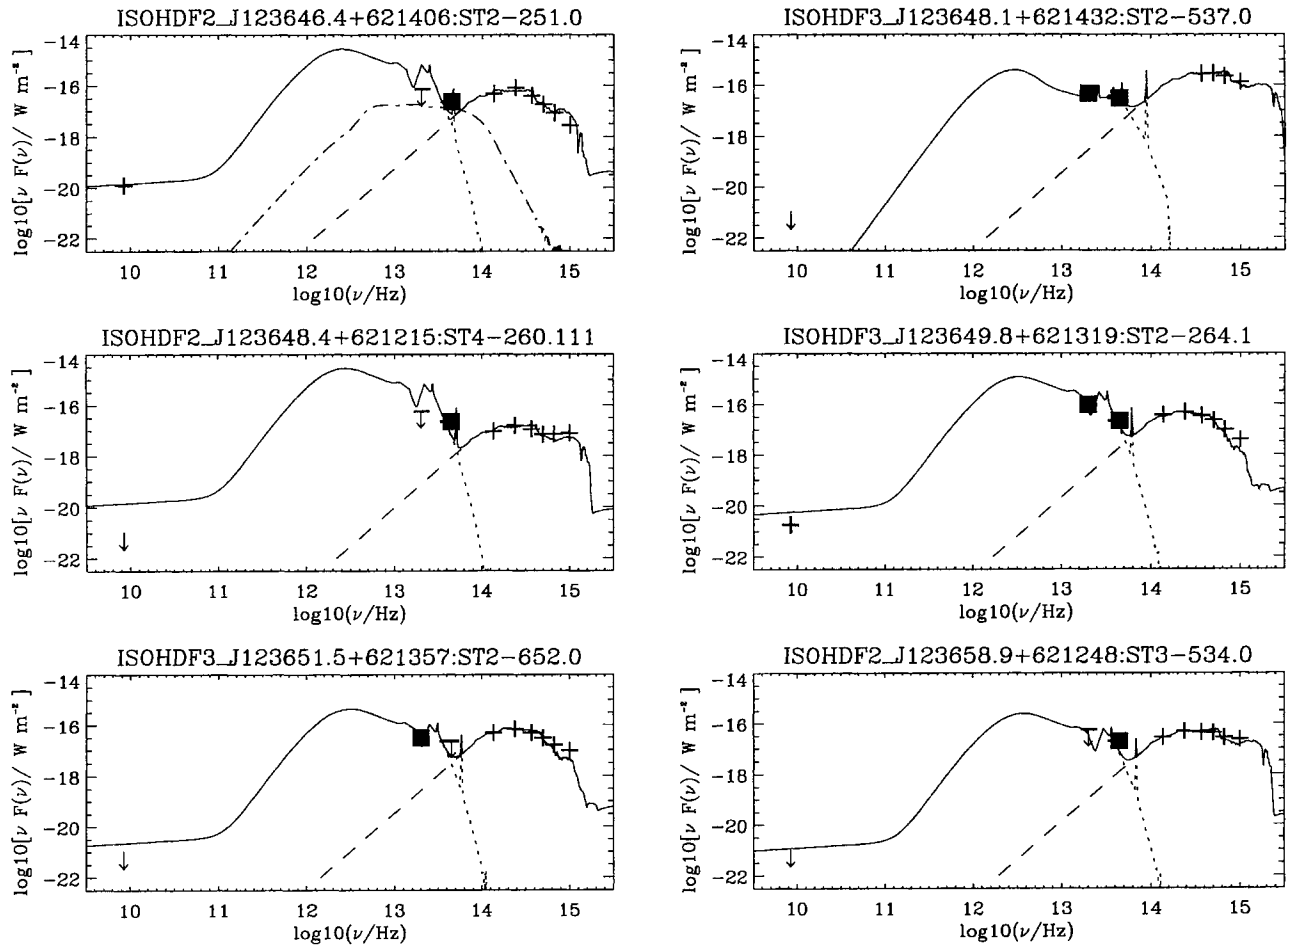 ISOHDF2_J123646.4+621406:ST2-251.0
log10[ν F(ν)/ W m⁻²]
-14
-16
-18
-20
-22
10 11 12 13 14 15
log10(ν/Hz)
ISOHDF3_J123648.1+621432:ST2-537.0
log10[ν F(ν)/ W m⁻²]
-14
-16
-18
-20
-22
10 11 12 13 14 15
log10(ν/Hz)
ISOHDF2_J123648.4+621215:ST4-260.111
log10[ν F(ν)/ W m⁻²]
-14
-16
-18
-20
-22
10 11 12 13 14 15
log10(ν/Hz)
ISOHDF3_J123649.8+621319:ST2-264.1
log10[ν F(ν)/ W m⁻²]
-14
-16
-18
-20
-22
10 11 12 13 14 15
log10(ν/Hz)
ISOHDF3_J123651.5+621357:ST2-652.0
log10[ν F(ν)/ W m⁻²]
-14
-16
-18
-20
-22
10 11 12 13 14 15
log10(ν/Hz)
ISOHDF2_J123658.9+621248:ST3-534.0
log10[ν F(ν)/ W m⁻²]
-14
-16
-18
-20
-22
10 11 12 13 14 15
log10(ν/Hz)